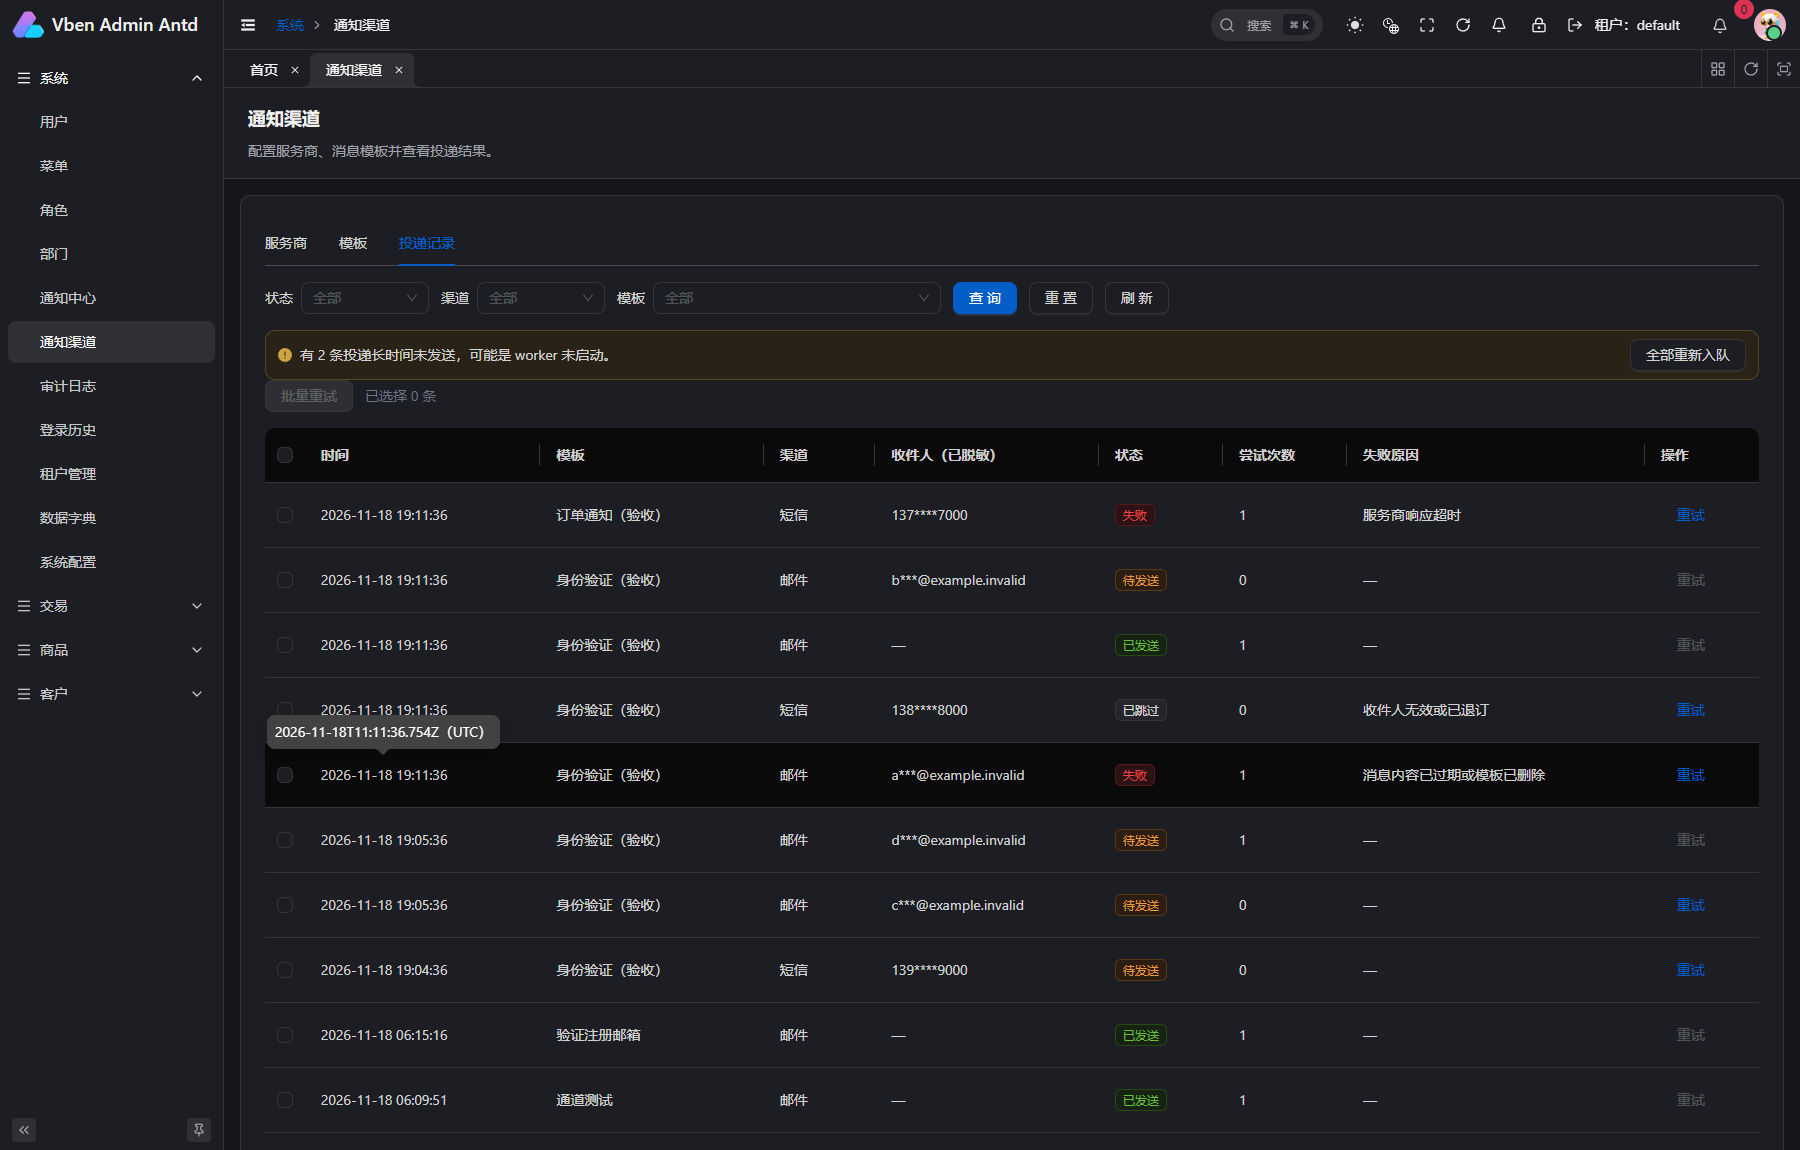 Vben Admin Antd
系统 > 通知渠道
搜索 ⌘ K
租户：default
0
首页 ×
通知渠道 ×
系统
用户
菜单
角色
部门
通知中心
通知渠道
审计日志
登录历史
租户管理
数据字典
系统配置
交易
商品
客户
通知渠道
配置服务商、消息模板并查看投递结果。
服务商 模板 投递记录
状态 全部 渠道 全部 模板 全部 查 询 重 置 刷 新
有 2 条投递长时间未发送，可能是 worker 未启动。 全部重新入队
批量重试 已选择 0 条
时间 模板 渠道 收件人（已脱敏） 状态 尝试次数 失败原因 操作
2026-11-18 19:11:36 订单通知（验收） 短信 137****7000 失败 1 服务商响应超时 重试
2026-11-18 19:11:36 身份验证（验收） 邮件 b***@example.invalid 待发送 0 — 重试
2026-11-18 19:11:36 身份验证（验收） 邮件 — 已发送 1 — 重试
2026-11-18 19:11:36 身份验证（验收） 短信 138****8000 已跳过 0 收件人无效或已退订 重试
2026-11-18T11:11:36.754Z（UTC）
2026-11-18 19:11:36 身份验证（验收） 邮件 a***@example.invalid 失败 1 消息内容已过期或模板已删除 重试
2026-11-18 19:05:36 身份验证（验收） 邮件 d***@example.invalid 待发送 1 — 重试
2026-11-18 19:05:36 身份验证（验收） 邮件 c***@example.invalid 待发送 0 — 重试
2026-11-18 19:04:36 身份验证（验收） 短信 139****9000 待发送 0 — 重试
2026-11-18 06:15:16 验证注册邮箱 邮件 — 已发送 1 — 重试
2026-11-18 06:09:51 通道测试 邮件 — 已发送 1 — 重试